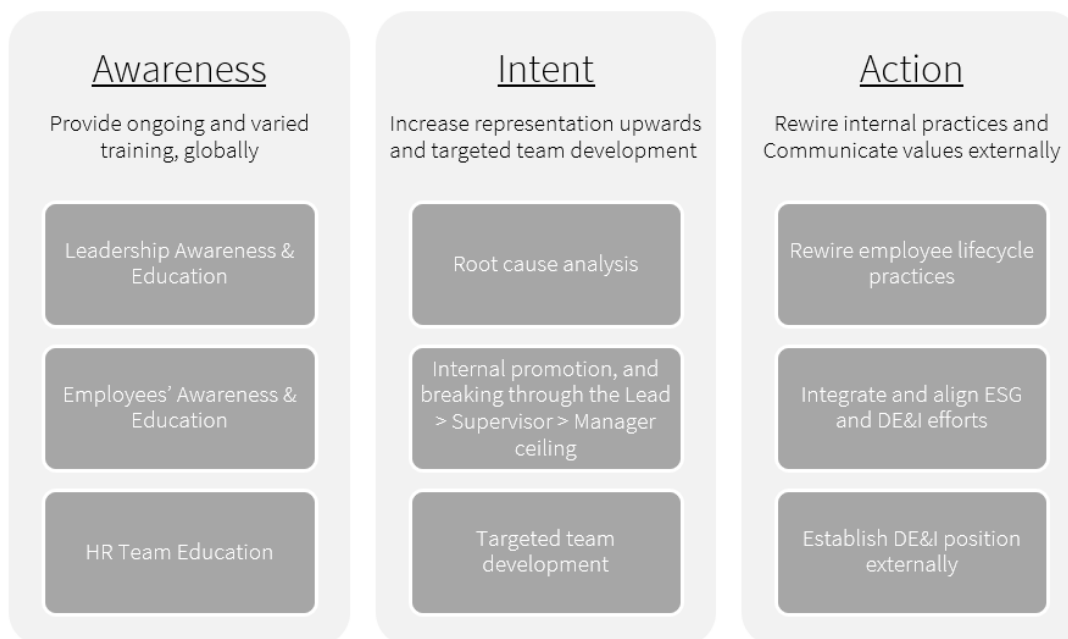 Awareness
Provide ongoing and varied
training, globally
Leadership Awareness &
Education
Employees’ Awareness &
Education
HR Team Education
Intent
Increase representation upwards
and targeted team development
Root cause analysis
Internal promotion, and
breaking through the Lead
> Supervisor > Manager
ceiling
Targeted team
development
Action
Rewire internal practices and
Communicate values externally
Rewire employee lifecycle
practices
Integrate and align ESG
and DE&I efforts
Establish DE&I position
externally